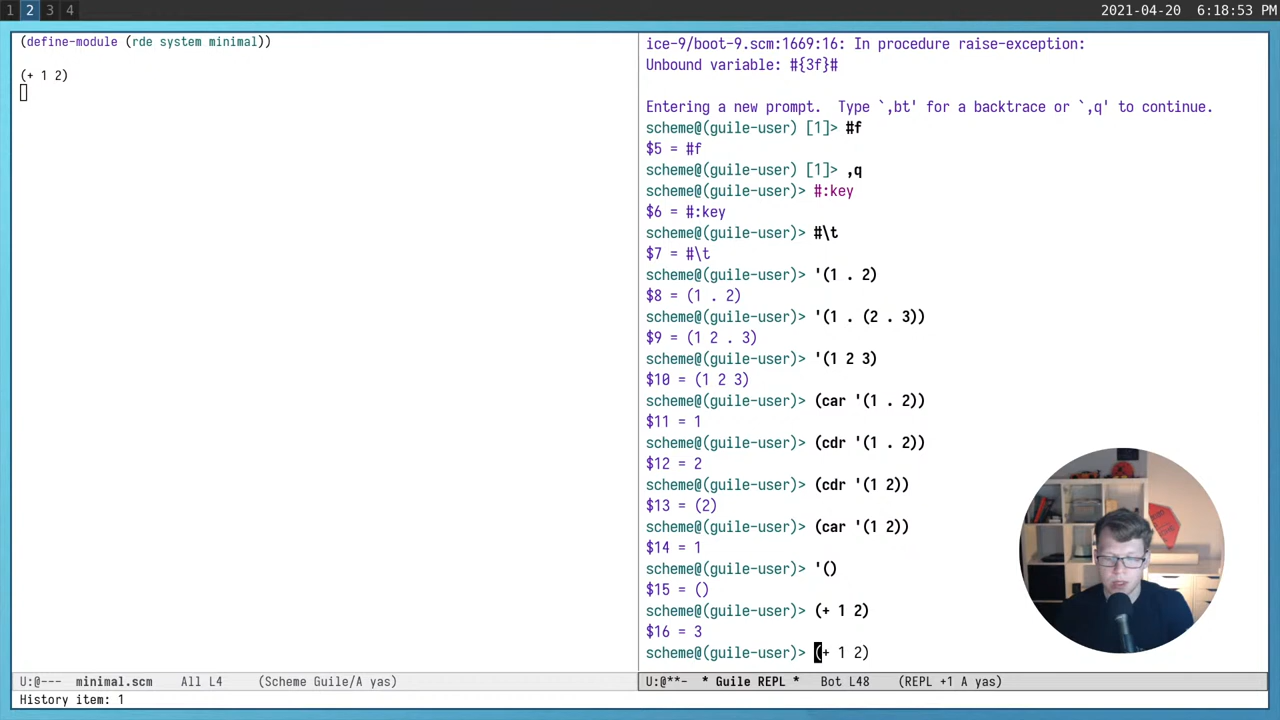 1 2 3 4
2021-04-20 6:18:53 PM
(define-module (rde system minimal))
(+ 1 2)
U:@--- minimal.scm All L4 (Scheme Guile/A yas)
History item: 1
ice-9/boot-9.scm:1669:16: In procedure raise-exception:
Unbound variable: #{3f}#
Entering a new prompt. Type `,bt' for a backtrace or `,q' to continue.
scheme@(guile-user) [1]> #f
$5 = #f
scheme@(guile-user) [1]> ,q
scheme@(guile-user)> #:key
$6 = #:key
scheme@(guile-user)> #\t
$7 = #\t
scheme@(guile-user)> '(1 . 2)
$8 = (1 . 2)
scheme@(guile-user)> '(1 . (2 . 3))
$9 = (1 2 . 3)
scheme@(guile-user)> '(1 2 3)
$10 = (1 2 3)
scheme@(guile-user)> (car '(1 . 2))
$11 = 1
scheme@(guile-user)> (cdr '(1 . 2))
$12 = 2
scheme@(guile-user)> (cdr '(1 2))
$13 = (2)
scheme@(guile-user)> (car '(1 2))
$14 = 1
scheme@(guile-user)> '()
$15 = ()
scheme@(guile-user)> (+ 1 2)
$16 = 3
scheme@(guile-user)> (+ 1 2)
U:@**- * Guile REPL * Bot L48 (REPL +1 A yas)